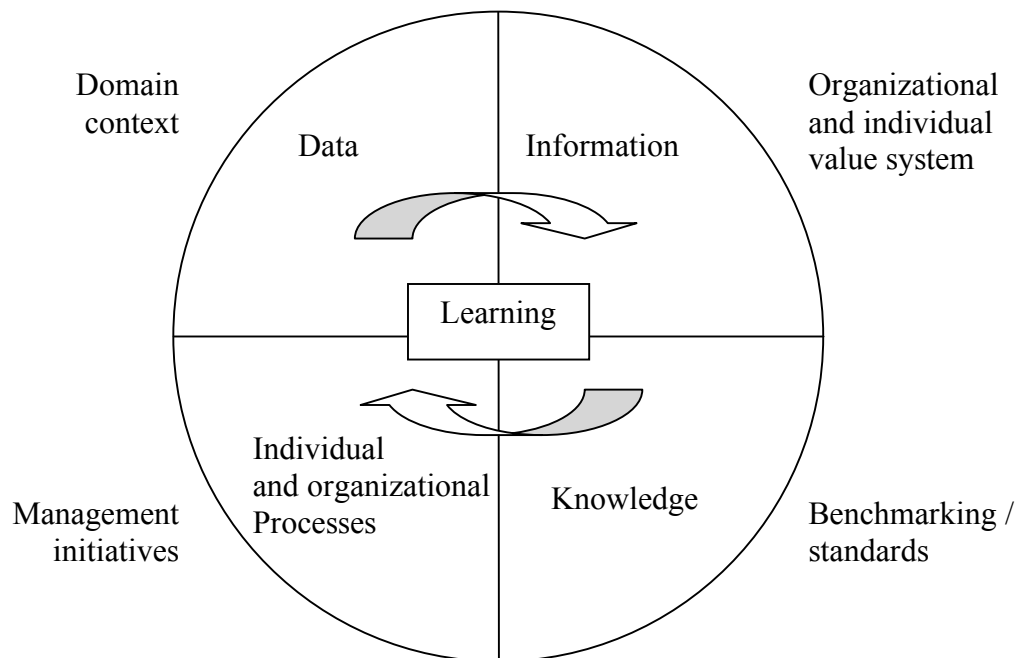 Domain
context
Data
Information
Organizational
and individual
value system
Learning
Individual
and organizational
Processes
Knowledge
Management
initiatives
Benchmarking /
standards